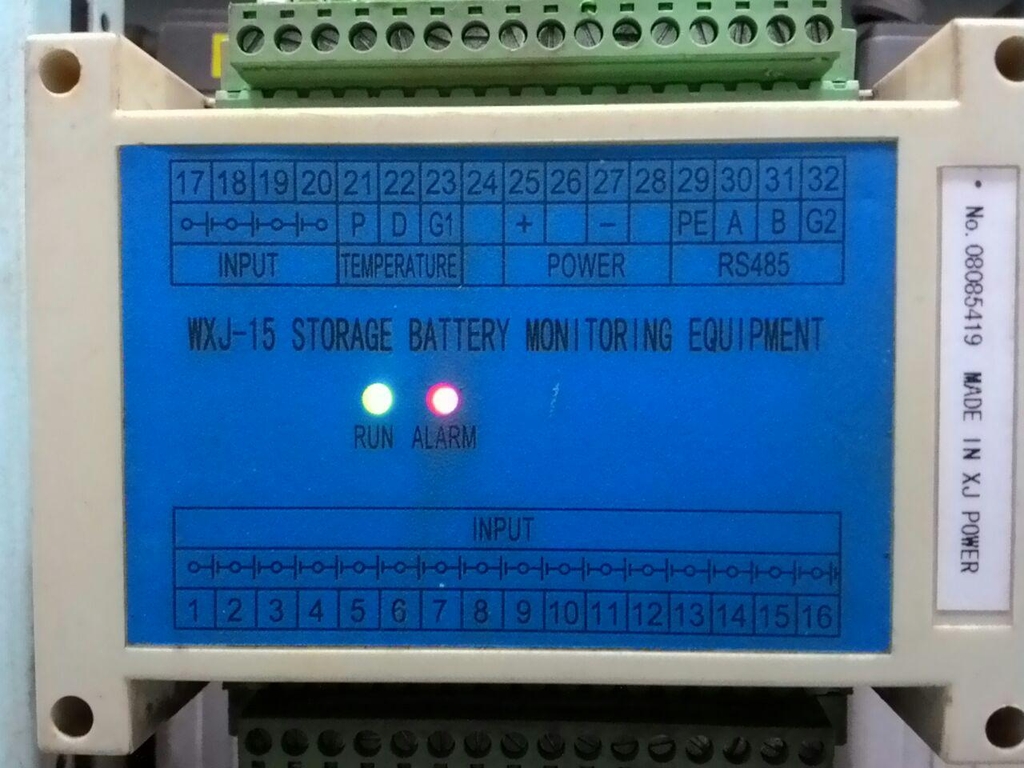 17 18 19 20 21 22 23 24 25 26 27 28 29 30 31 32
P D G1 + − PE A B G2
INPUT TEMPERATURE POWER RS485
WXJ-15 STORAGE BATTERY MONITORING EQUIPMENT
RUN ALARM
INPUT
1 2 3 4 5 6 7 8 9 10 11 12 13 14 15 16
No. 08085419 MADE IN XJ POWER